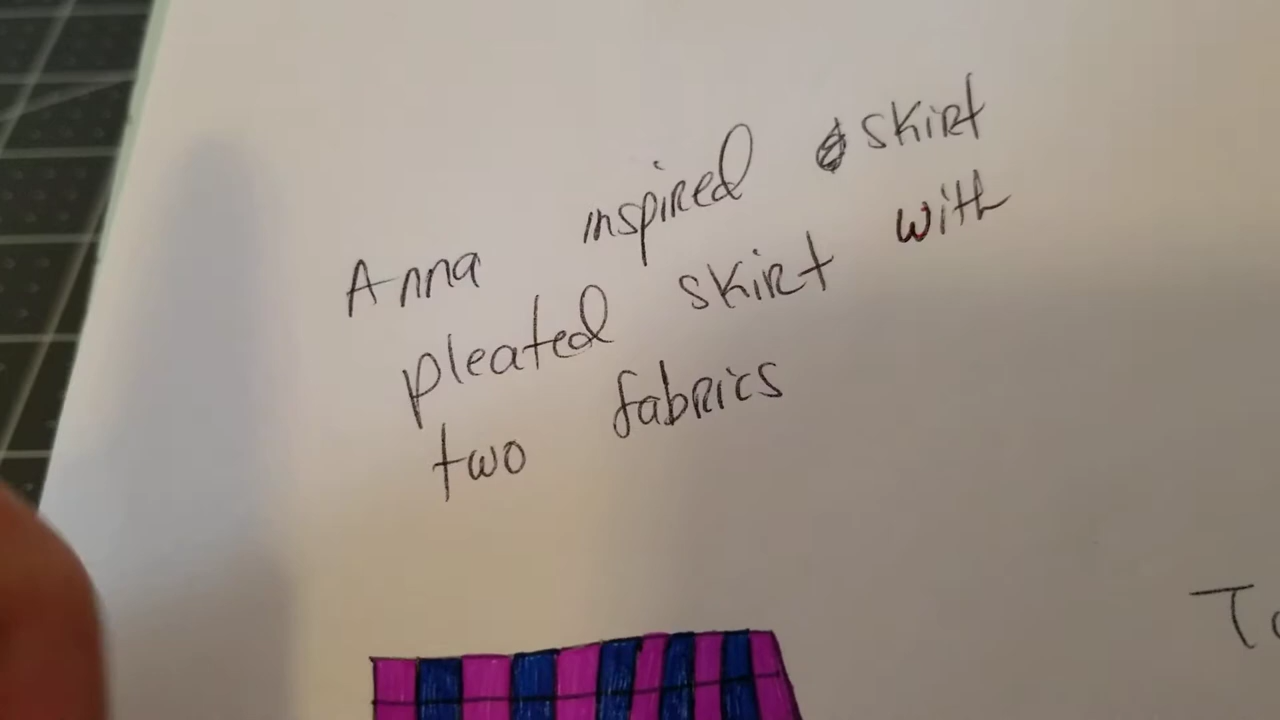 Anna inspired skirt
pleated skirt with
two fabrics